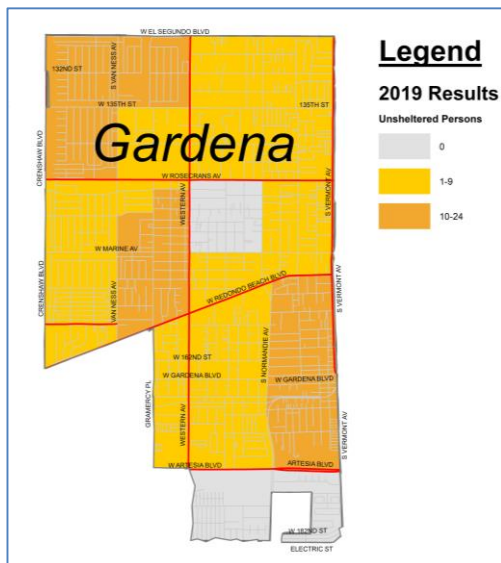 W EL SEGUNDO BLVD
132ND ST
S VAN NESS AV
W 135TH ST
135TH ST
Gardena
CRENSHAW BLVD
W ROSECRANS AV
WESTERN AV
S VERMONT AV
W MARINE AV
W REDONDO BEACH BLVD
CRENSHAW BLVD
VAN NESS AV
S VERMONT AV
W 162ND ST
S NORMANDIE AV
W GARDENA BLVD
W GARDENA BLVD
GRAMERCY PL
WESTERN AV
S VERMONT AV
W ARTESIA BLVD
ARTESIA BLVD
W 182ND ST
ELECTRIC ST
Legend
2019 Results
Unsheltered Persons
0
1-9
10-24